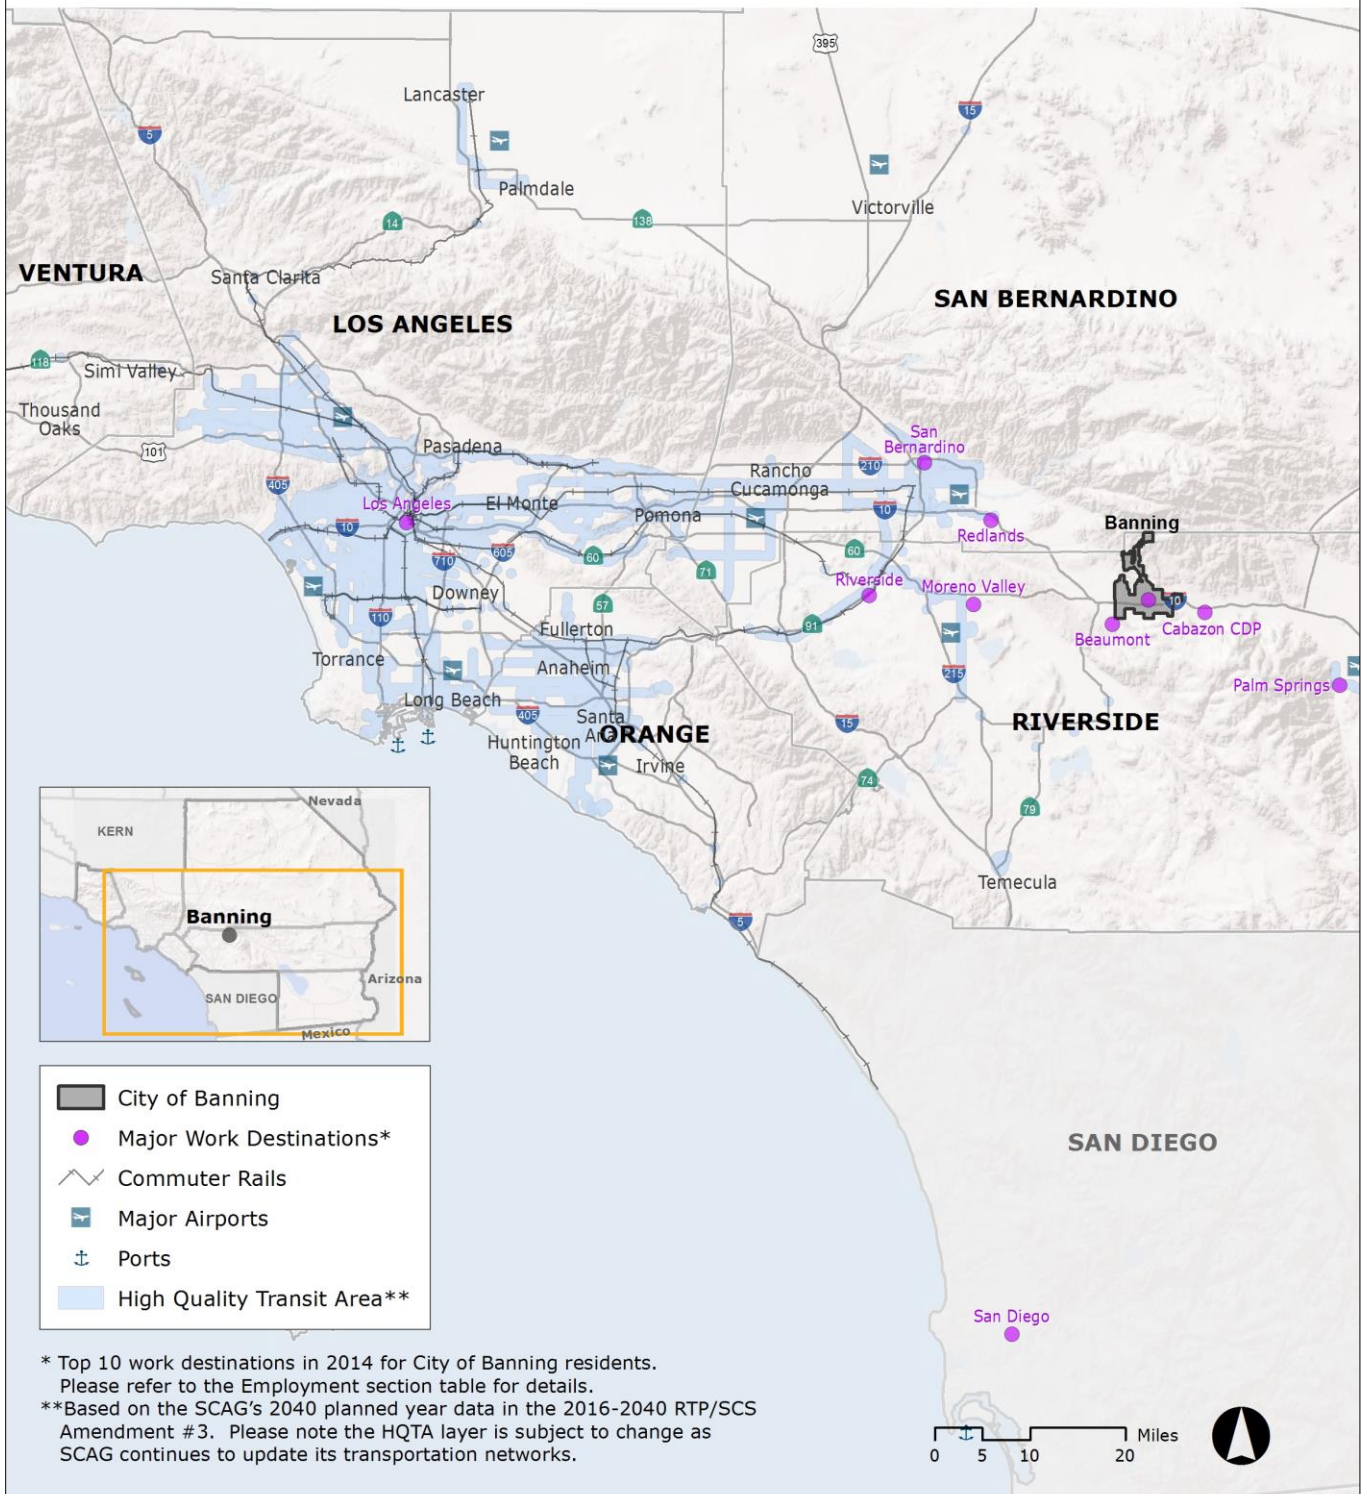 395
Lancaster
5
15
Palmdale
Victorville
14
138
VENTURA
Santa Clarita
SAN BERNARDINO
LOS ANGELES
118
Simi Valley
Thousand
Oaks
101
Pasadena
San
Bernardino
405
Rancho
Cucamonga
210
Los Angeles
El Monte
Pomona
10
10
Redlands
Banning
710
605
60
71
60
Riverside
Moreno Valley
Downey
57
110
91
Fullerton
10
Beaumont
Cabazon CDP
Torrance
Anaheim
215
Palm Springs
Long Beach
405
Santa
Ana
ORANGE
15
RIVERSIDE
Huntington
Beach
Irvine
74
79
Temecula
5
Nevada
KERN
Banning
Arizona
SAN DIEGO
Mexico
City of Banning
Major Work Destinations*
Commuter Rails
Major Airports
Ports
High Quality Transit Area**
SAN DIEGO
San Diego
* Top 10 work destinations in 2014 for City of Banning residents.
Please refer to the Employment section table for details.
**Based on the SCAG's 2040 planned year data in the 2016-2040 RTP/SCS
Amendment #3. Please note the HQTA layer is subject to change as
SCAG continues to update its transportation networks.
Miles
0 5 10 20